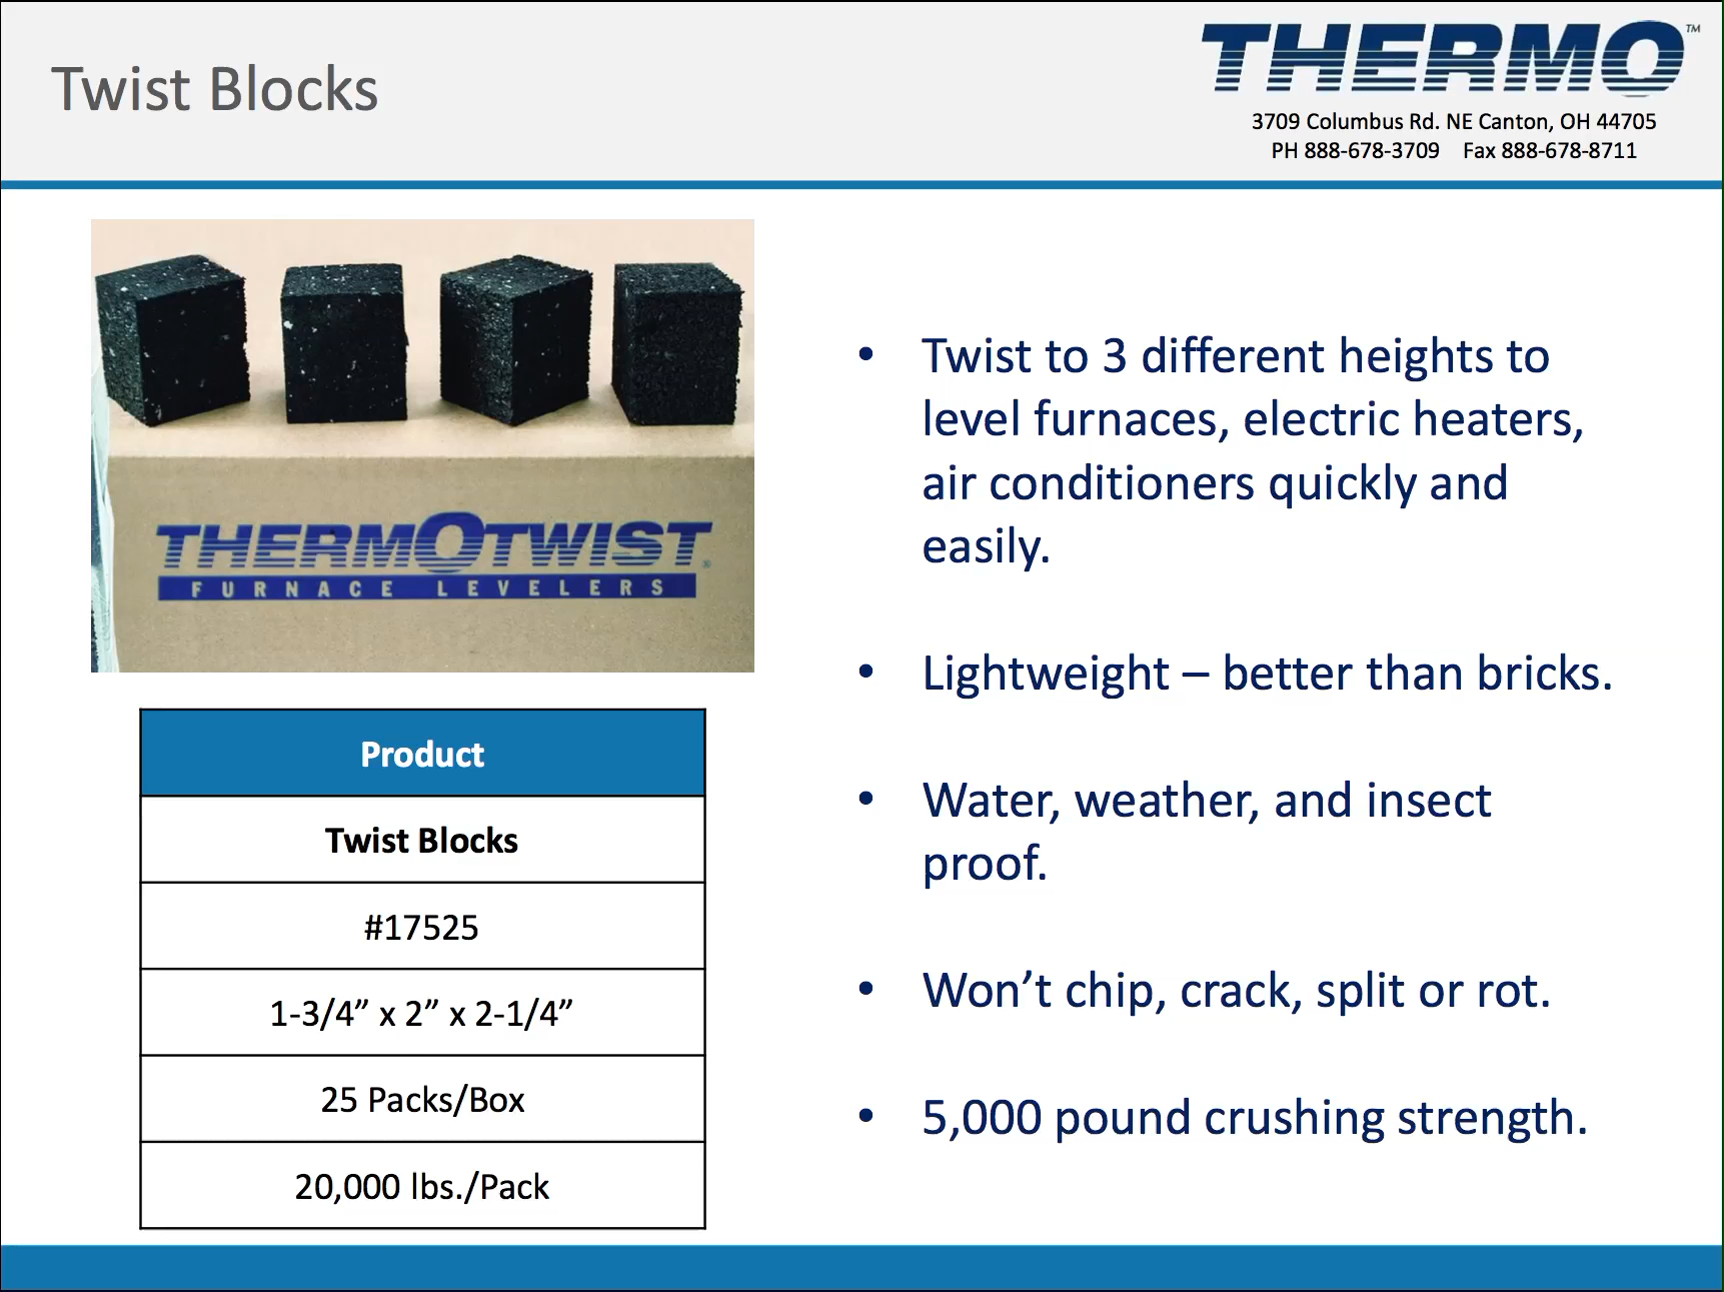 Twist Blocks
THERMO™
3709 Columbus Rd. NE Canton, OH 44705
PH 888-678-3709 Fax 888-678-8711
THERMOTWIST®
FURNACE LEVELERS
Product
Twist Blocks
#17525
1-3/4” x 2” x 2-1/4”
25 Packs/Box
20,000 lbs./Pack
• Twist to 3 different heights to
level furnaces, electric heaters,
air conditioners quickly and
easily.
• Lightweight – better than bricks.
• Water, weather, and insect
proof.
• Won’t chip, crack, split or rot.
• 5,000 pound crushing strength.